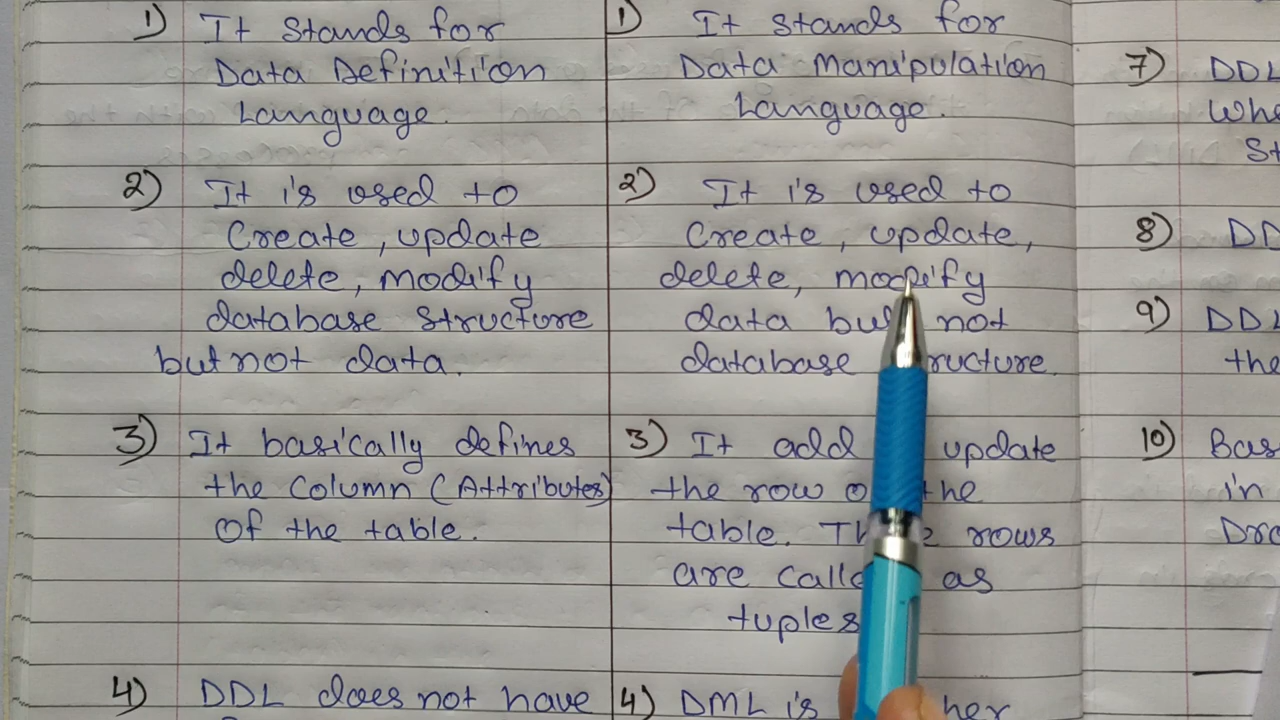 1) It stands for
Data Definition
Language.
2) It is used to
Create, update
delete, modify
database structure
but not data.
3) It basically defines
the column (Attributes)
of the table.
4) DDL does not have
1) It stands for
Data Manipulation
Language.
2) It is used to
Create, update,
delete, modify
data but not
database ructure.
3) It add update
the row the
table. rows
are as
tuples
4) DML is
7) DDL
8)
9) DDL
the
10)
in